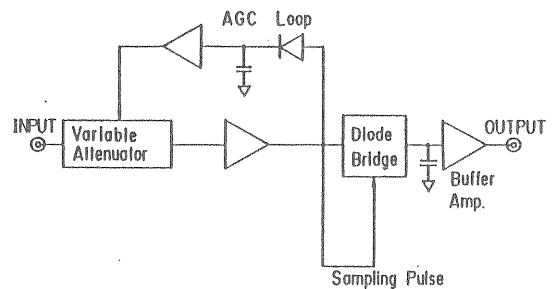 AGC Loop
INPUT
Variable
Attenuator
Diode
Bridge
OUTPUT
Buffer
Amp.
Sampling Pulse